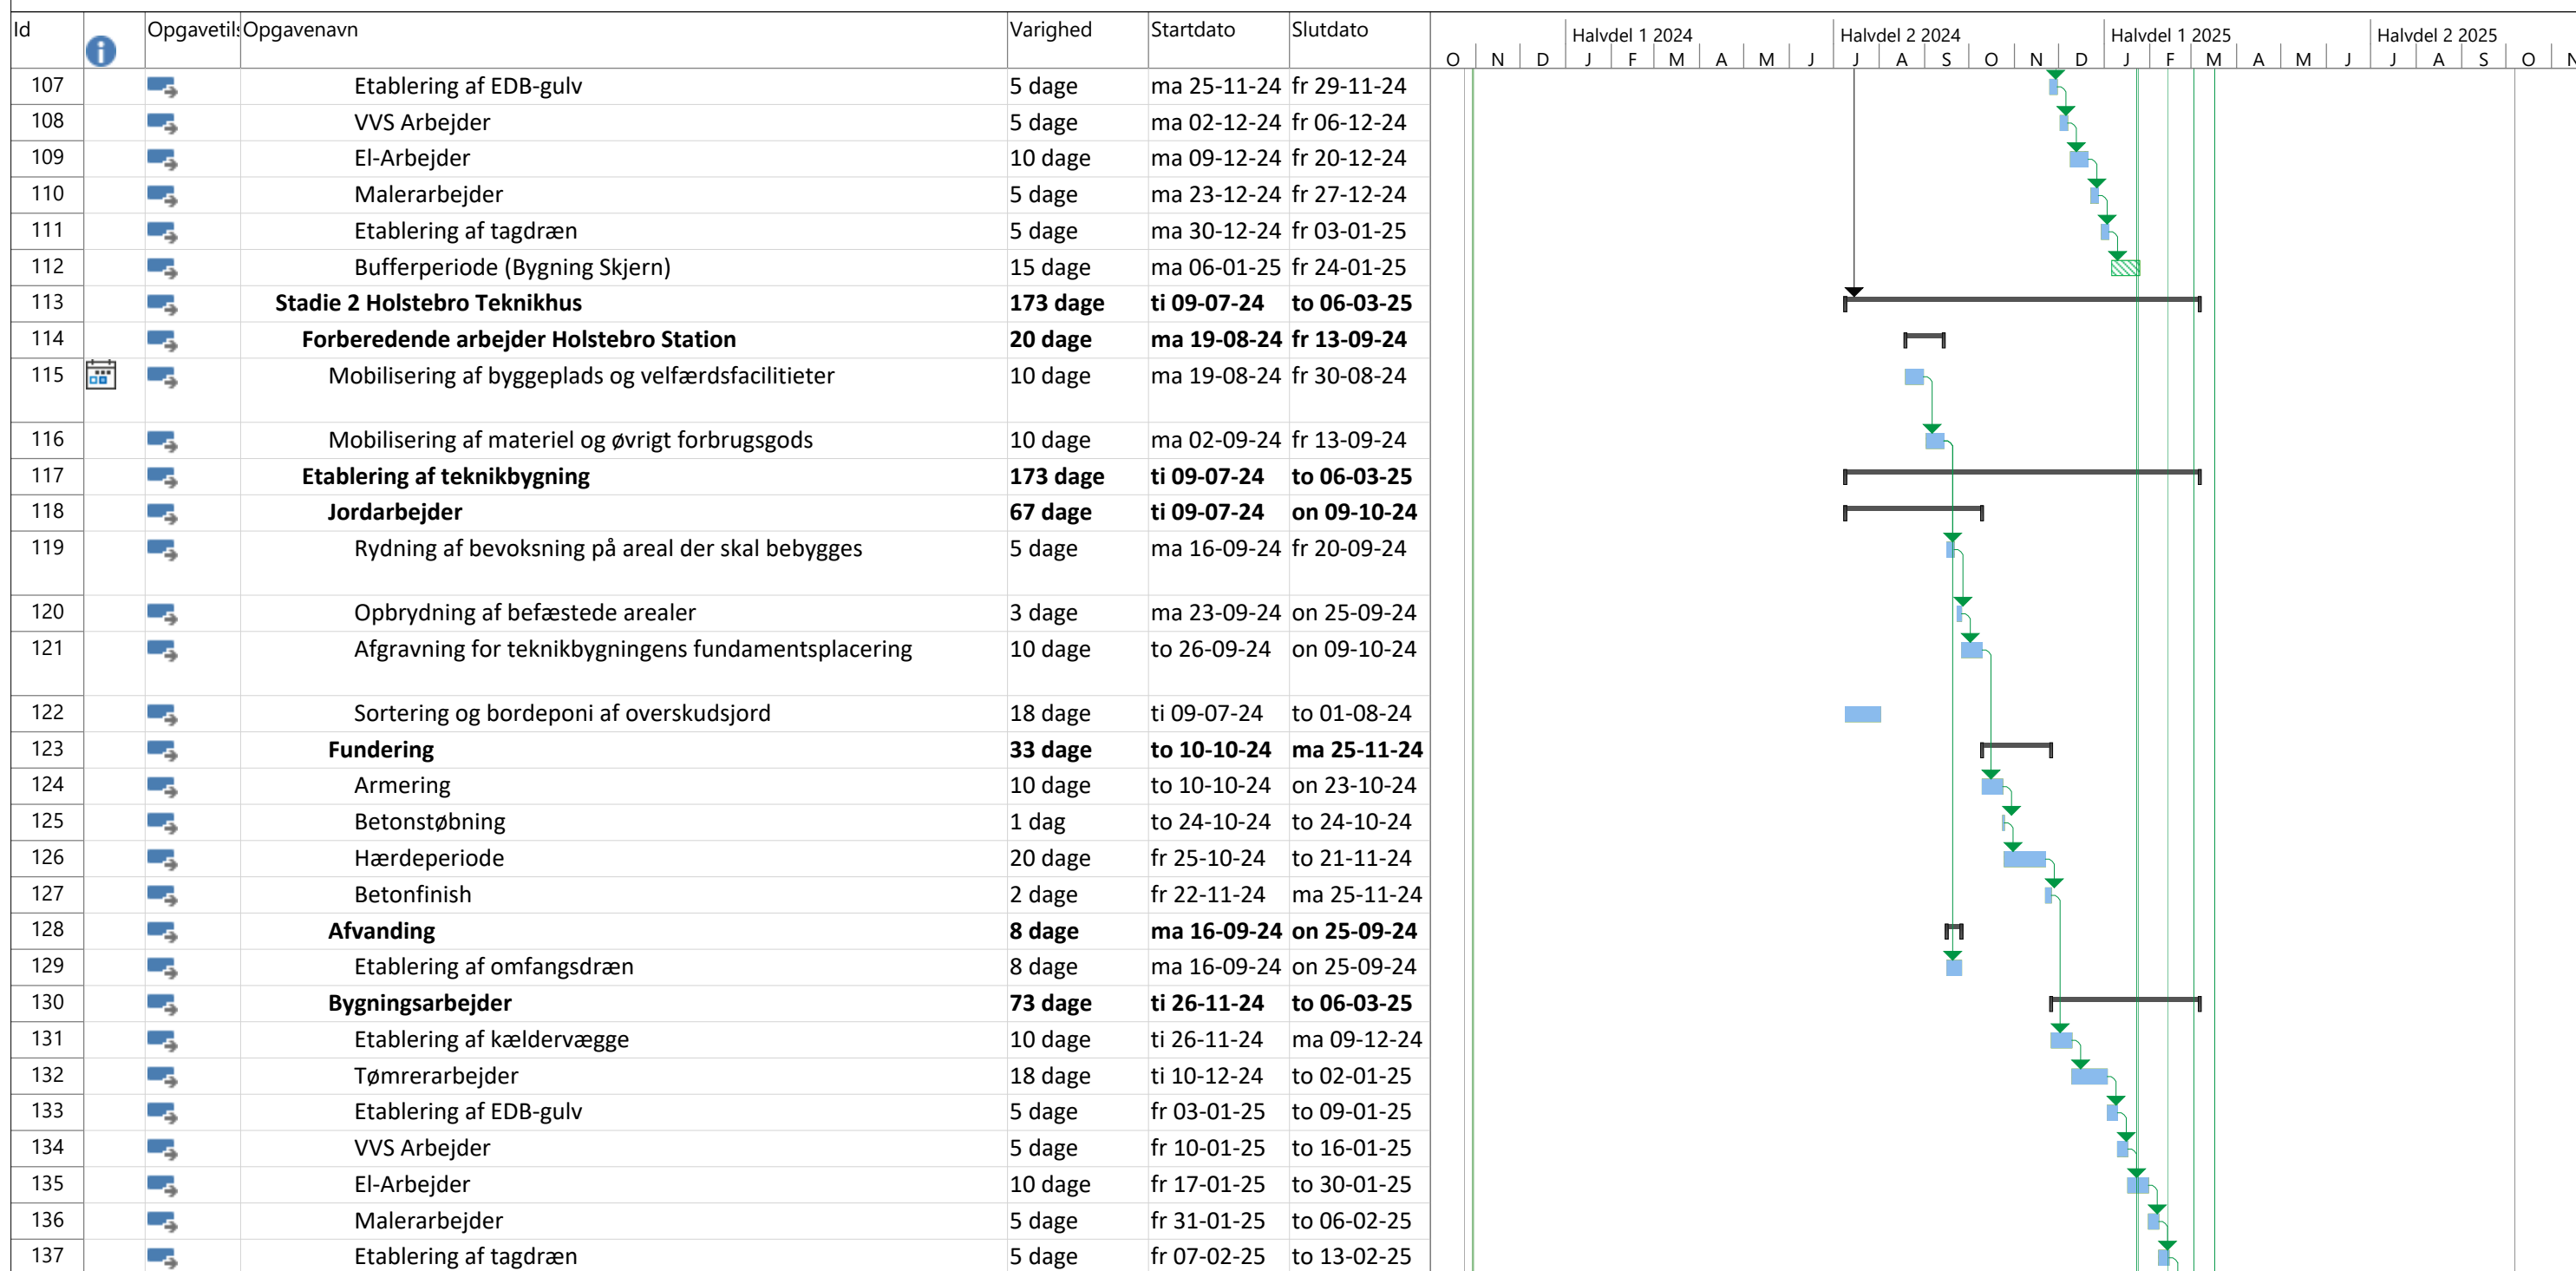 Id Opgavetils Opgavenavn Varighed Startdato Slutdato
Halvdel 1 2024 Halvdel 2 2024 Halvdel 1 2025 Halvdel 2 2025
O N D J F M A M J J A S O N D J F M A M J J A S O N
107 Etablering af EDB-gulv 5 dage ma 25-11-24 fr 29-11-24
108 VVS Arbejder 5 dage ma 02-12-24 fr 06-12-24
109 El-Arbejder 10 dage ma 09-12-24 fr 20-12-24
110 Malerarbejder 5 dage ma 23-12-24 fr 27-12-24
111 Etablering af tagdræn 5 dage ma 30-12-24 fr 03-01-25
112 Bufferperiode (Bygning Skjern) 15 dage ma 06-01-25 fr 24-01-25
113 Stadie 2 Holstebro Teknikhus 173 dage ti 09-07-24 to 06-03-25
114 Forberedende arbejder Holstebro Station 20 dage ma 19-08-24 fr 13-09-24
115 Mobilisering af byggeplads og velfærdsfacilitieter 10 dage ma 19-08-24 fr 30-08-24
116 Mobilisering af materiel og øvrigt forbrugsgods 10 dage ma 02-09-24 fr 13-09-24
117 Etablering af teknikbygning 173 dage ti 09-07-24 to 06-03-25
118 Jordarbejder 67 dage ti 09-07-24 on 09-10-24
119 Rydning af bevoksning på areal der skal bebygges 5 dage ma 16-09-24 fr 20-09-24
120 Opbrydning af befæstede arealer 3 dage ma 23-09-24 on 25-09-24
121 Afgravning for teknikbygningens fundamentsplacering 10 dage to 26-09-24 on 09-10-24
122 Sortering og bordeponi af overskudsjord 18 dage ti 09-07-24 to 01-08-24
123 Fundering 33 dage to 10-10-24 ma 25-11-24
124 Armering 10 dage to 10-10-24 on 23-10-24
125 Betonstøbning 1 dag to 24-10-24 to 24-10-24
126 Hærdeperiode 20 dage fr 25-10-24 to 21-11-24
127 Betonfinish 2 dage fr 22-11-24 ma 25-11-24
128 Afvanding 8 dage ma 16-09-24 on 25-09-24
129 Etablering af omfangsdræn 8 dage ma 16-09-24 on 25-09-24
130 Bygningsarbejder 73 dage ti 26-11-24 to 06-03-25
131 Etablering af kældervægge 10 dage ti 26-11-24 ma 09-12-24
132 Tømrerarbejder 18 dage ti 10-12-24 to 02-01-25
133 Etablering af EDB-gulv 5 dage fr 03-01-25 to 09-01-25
134 VVS Arbejder 5 dage fr 10-01-25 to 16-01-25
135 El-Arbejder 10 dage fr 17-01-25 to 30-01-25
136 Malerarbejder 5 dage fr 31-01-25 to 06-02-25
137 Etablering af tagdræn 5 dage fr 07-02-25 to 13-02-25